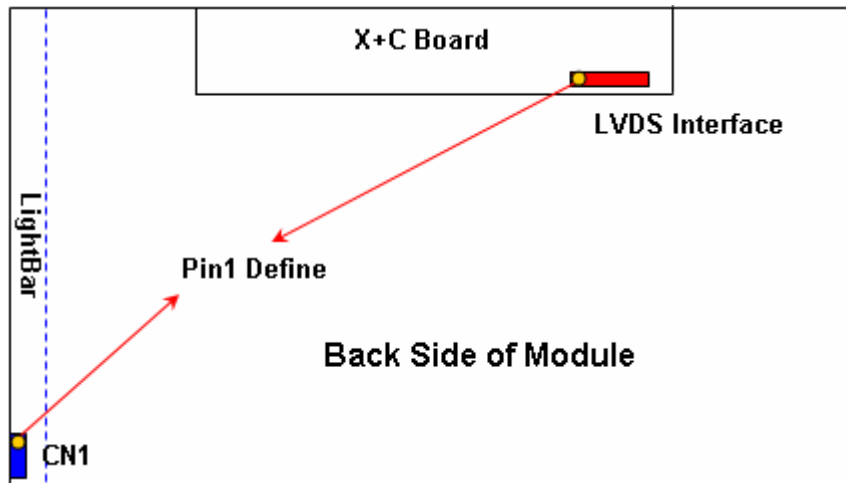 X+C Board
LVDS Interface
LightBar
Pin1 Define
Back Side of Module
CN1